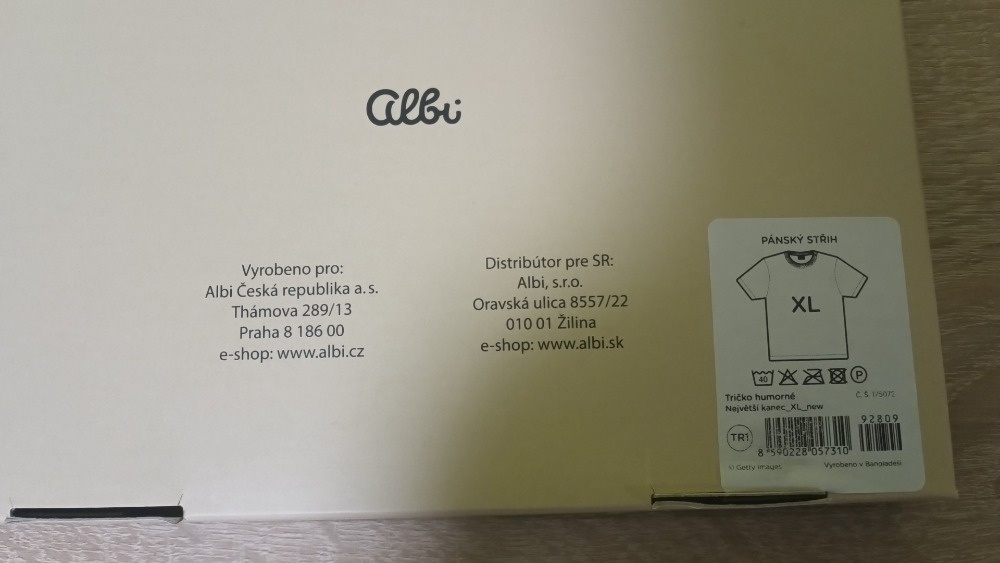 albi
Vyrobeno pro:
Albi Česká republika a.s.
Thámova 289/13
Praha 8 186 00
e-shop: www.albi.cz
Distribútor pre SR:
Albi, s.r.o.
Oravská ulica 8557/22
010 01 Žilina
e-shop: www.albi.sk
PÁNSKÝ STŘIH
XL
40
P
Tričko humorné
Č. Š.
Největší kanec_XL_new
92809
TR1
8 590228 057310
© Getty Images
Vyrobeno v Bangladéši